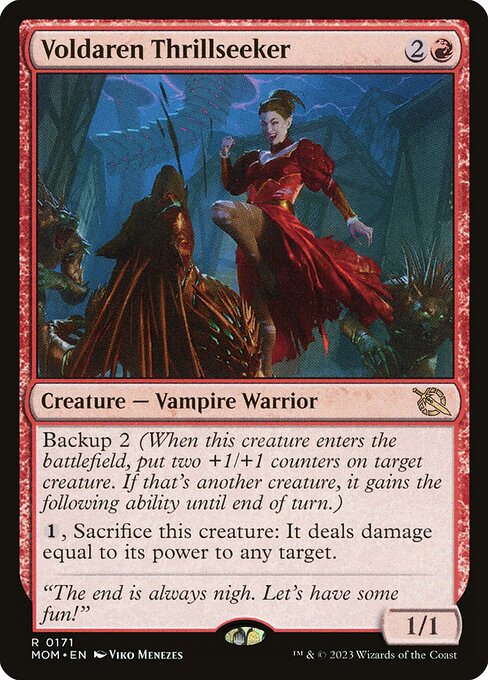 Voldaren Thrillseeker 2
Creature — Vampire Warrior
Backup 2 (When this creature enters the
battlefield, put two +1/+1 counters on target
creature. If that's another creature, it gains the
following ability until end of turn.)
1, Sacrifice this creature: It deals damage
equal to its power to any target.
"The end is always nigh. Let's have some
fun!"
1/1
R 0171
MOM • EN Viko Menezes
™ & © 2023 Wizards of the Coast